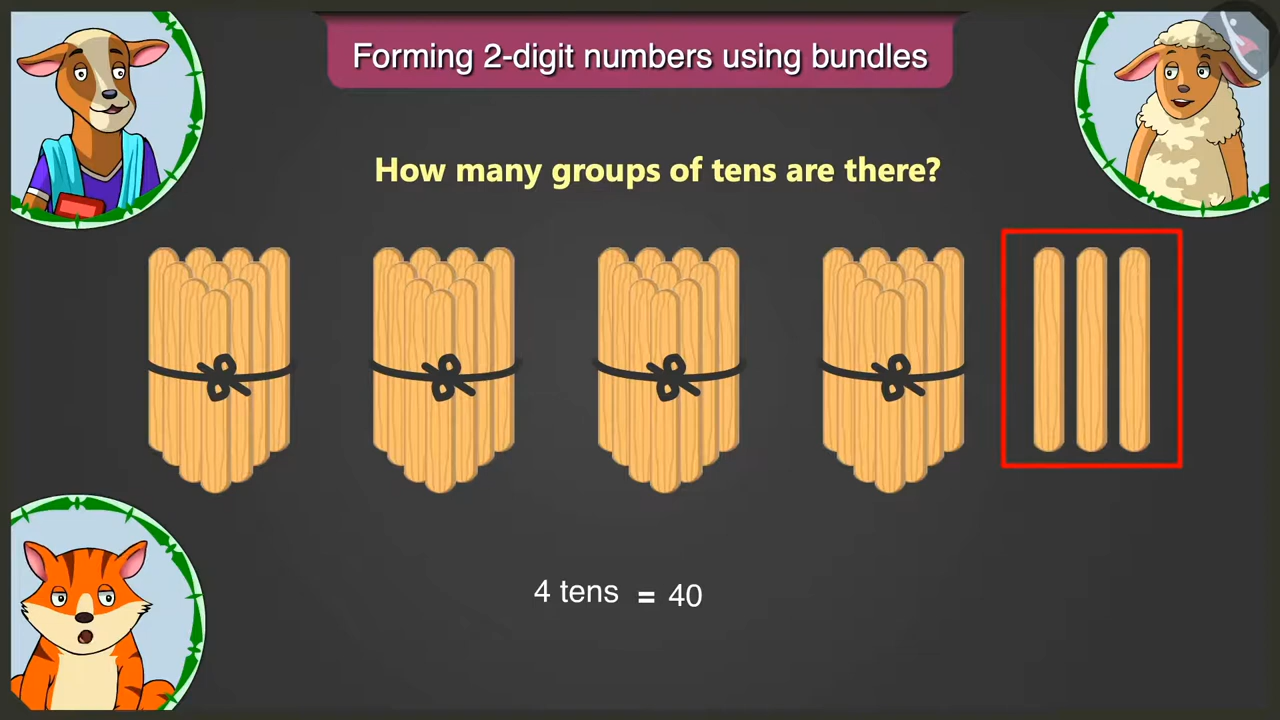 Forming 2-digit numbers using bundles
How many groups of tens are there?
4 tens = 40